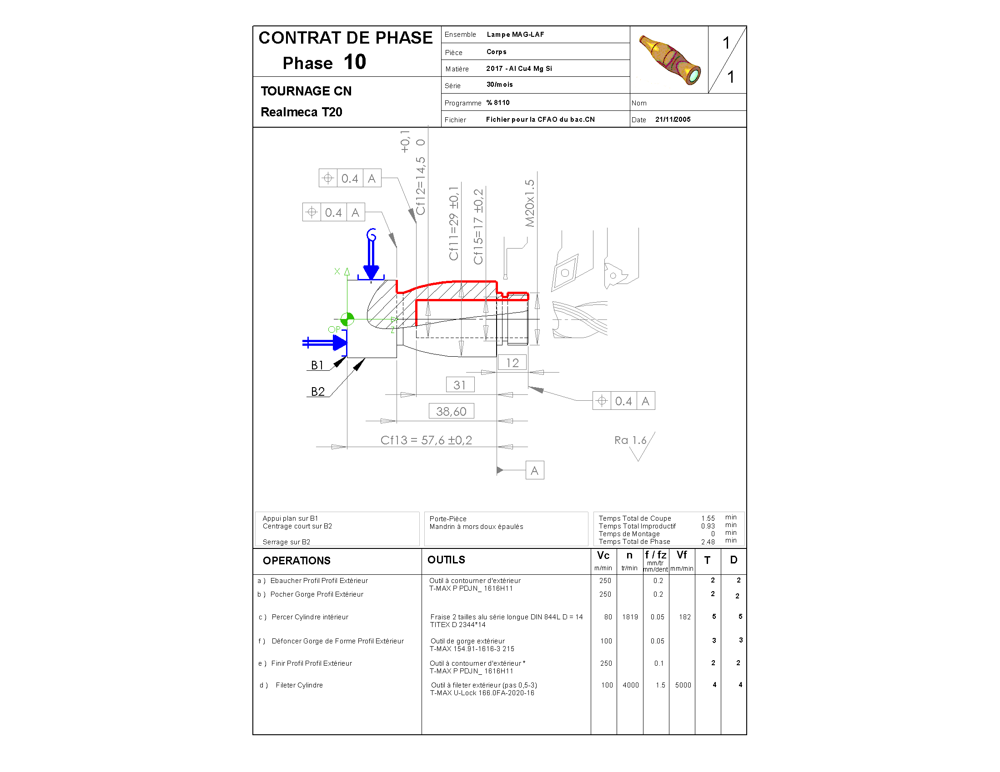 CONTRAT DE PHASE
Phase 10
TOURNAGE CN
Realmeca T20
Ensemble Lampe MAG-LAF
Pièce Corps
Matière 2017 - Al Cu4 Mg Si
Série 30/mois
Programme % 8110
Fichier Fichier pour la CFAO du bac.CN
1
1
Nom
Date 21/11/2005
Cf12=14,5 +0,1 0
0.4 A
0.4 A
Cf11=29 ±0,1
Cf15=17 ±0,2
M20x1.5
X
OP
Z
B1
B2
12
31
0.4 A
38,60
Cf13 = 57,6 ±0,2
Ra 1.6
A
Appui plan sur B1
Centrage court sur B2
Serrage sur B2
Porte-Pièce
Mandrin à mors doux épaulés
Temps Total de Coupe 1.55 min
Temps Total Improductif 0.93 min
Temps de Montage 0 min
Temps Total de Phase 2.48 min
OPERATIONS OUTILS Vc n f / fz Vf T D
m/min tr/min mm/tr mm/dent mm/min
a ) Ebaucher Profil Profil Extérieur Outil à contourner d'extérieur 250 0.2 2 2
T-MAX P PDJN_ 1616H11
b ) Pocher Gorge Profil Extérieur 250 0.2 2 2
c ) Percer Cylindre intérieur Fraise 2 tailles alu série longue DIN 844L D = 14 80 1819 0.05 182 5 5
TITEX D 2344*14
f ) Défoncer Gorge de Forme Profil Extérieur Outil de gorge extérieur 100 0.05 3 3
T-MAX 154.91-1616-3 215
e ) Finir Profil Profil Extérieur Outil à contourner d'extérieur * 250 0.1 2 2
T-MAX P PDJN_ 1616H11
d ) Fileter Cylindre Outil à fileter extérieur (pas 0,5-3) 100 4000 1.5 5000 4 4
T-MAX U-Lock 166.0FA-2020-16